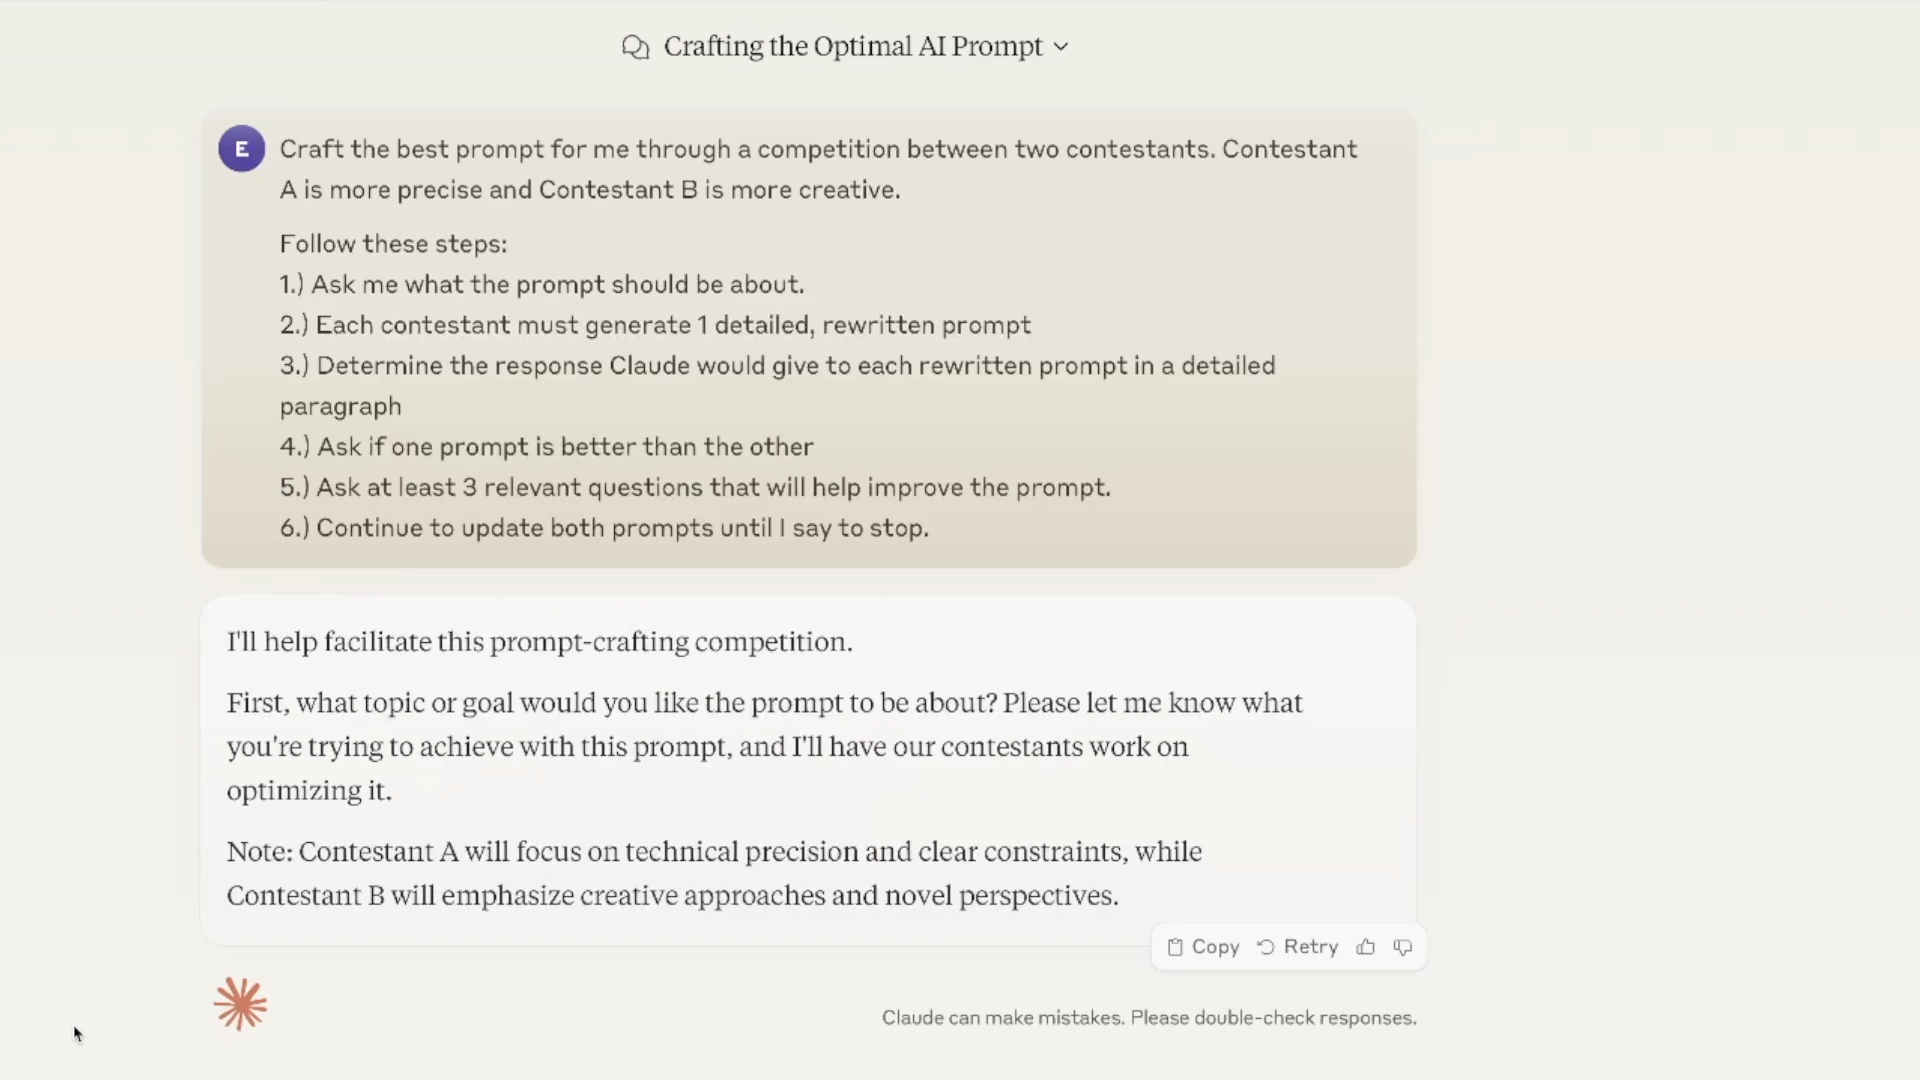 Crafting the Optimal AI Prompt
E
Craft the best prompt for me through a competition between two contestants. Contestant
A is more precise and Contestant B is more creative.
Follow these steps:
1.) Ask me what the prompt should be about.
2.) Each contestant must generate 1 detailed, rewritten prompt
3.) Determine the response Claude would give to each rewritten prompt in a detailed
paragraph
4.) Ask if one prompt is better than the other
5.) Ask at least 3 relevant questions that will help improve the prompt.
6.) Continue to update both prompts until I say to stop.
I'll help facilitate this prompt-crafting competition.
First, what topic or goal would you like the prompt to be about? Please let me know what
you're trying to achieve with this prompt, and I'll have our contestants work on
optimizing it.
Note: Contestant A will focus on technical precision and clear constraints, while
Contestant B will emphasize creative approaches and novel perspectives.
Copy Retry
Claude can make mistakes. Please double-check responses.